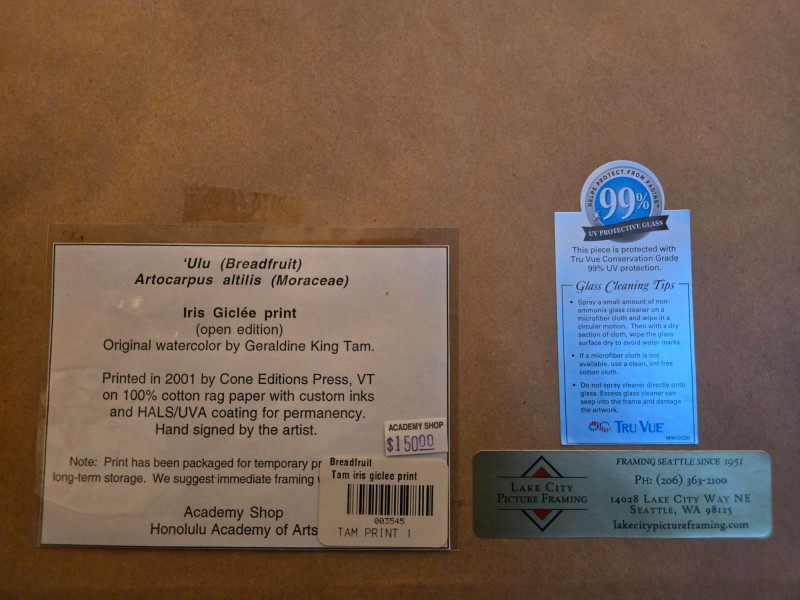 'Ulu (Breadfruit)
Artocarpus altilis (Moraceae)
Iris Giclée print
(open edition)
Original watercolor by Geraldine King Tam.
Printed in 2001 by Cone Editions Press, VT
on 100% cotton rag paper with custom inks
and HALS/UVA coating for permanency.
Hand signed by the artist.
Note: Print has been packaged for temporary pr
long-term storage. We suggest immediate framing
Academy Shop
Honolulu Academy of Arts
ACADEMY SHOP
$150.00
Breadfruit
Tam iris giclee print
003545
TAM PRINT 1
HELPS PROTECT FROM FADING
99%
UV PROTECTIVE GLASS
This piece is protected with
Tru Vue Conservation Grade
99% UV protection.
Glass Cleaning Tips
• Spray a small amount of non-
ammonia glass cleaner on a
microfiber cloth and wipe in a
circular motion. Then with a dry
section of cloth, wipe the glass
surface dry to avoid water marks.
• If a microfiber cloth is not
available, use a clean, lint-free
cotton cloth.
• Do not spray cleaner directly onto
glass. Excess glass cleaner can
seep into the frame and damage
the artwork.
TRU VUE
LAKE CITY
PICTURE FRAMING
FRAMING SEATTLE SINCE 1951
PH: (206) 363-2100
14028 LAKE CITY WAY NE
SEATTLE, WA 98125
lakecitypictureframing.com